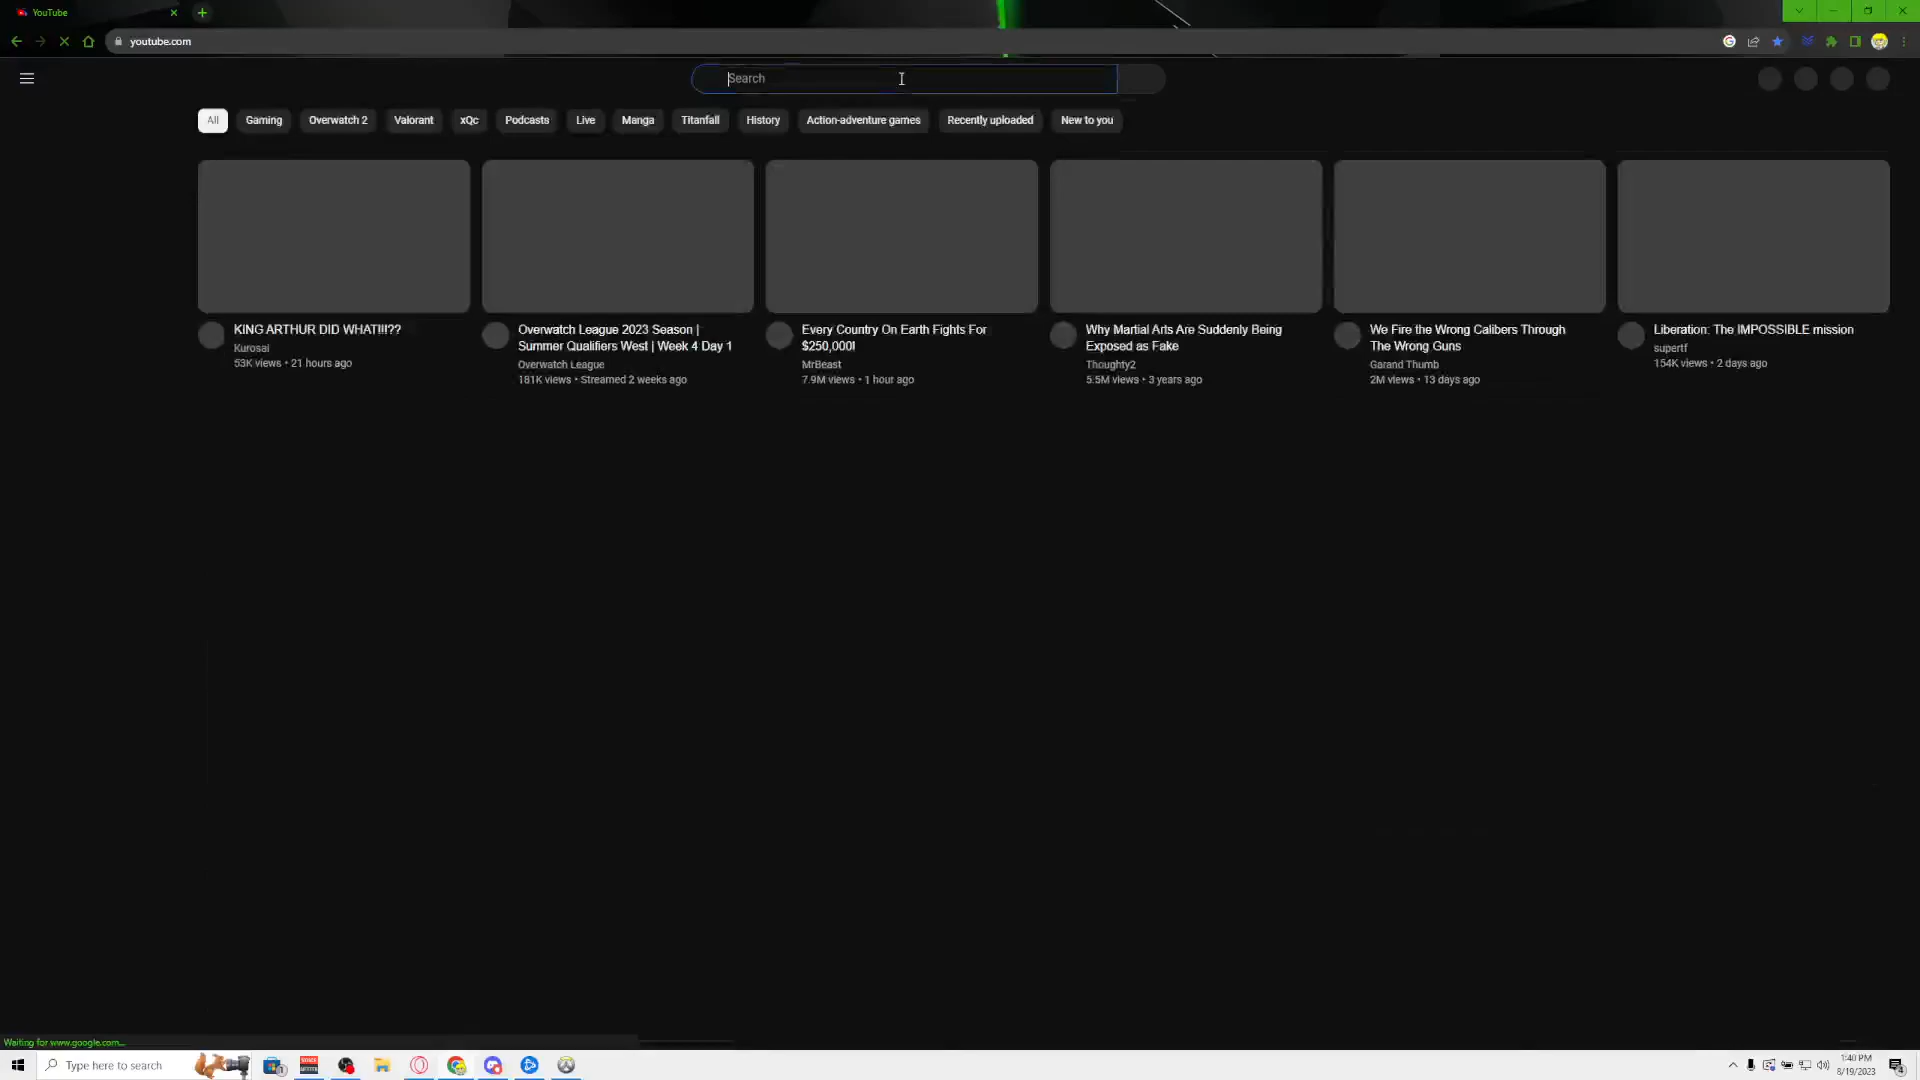 YouTube
youtube.com
Search
All
Gaming
Overwatch 2
Valorant
xQc
Podcasts
Live
Manga
Titanfall
History
Action-adventure games
Recently uploaded
New to you
KING ARTHUR DID WHAT!!!??
Kurosai
53K views • 21 hours ago
Overwatch League 2023 Season |
Summer Qualifiers West | Week 4 Day 1
Overwatch League
181K views • Streamed 2 weeks ago
Every Country On Earth Fights For
$250,000!
MrBeast
7.9M views • 1 hour ago
Why Martial Arts Are Suddenly Being
Exposed as Fake
Thoughty2
5.5M views • 3 years ago
We Fire the Wrong Calibers Through
The Wrong Guns
Garand Thumb
2M views • 13 days ago
Liberation: The IMPOSSIBLE mission
supertf
154K views • 2 days ago
Waiting for www.google.com...
Type here to search
1:40 PM
8/19/2023